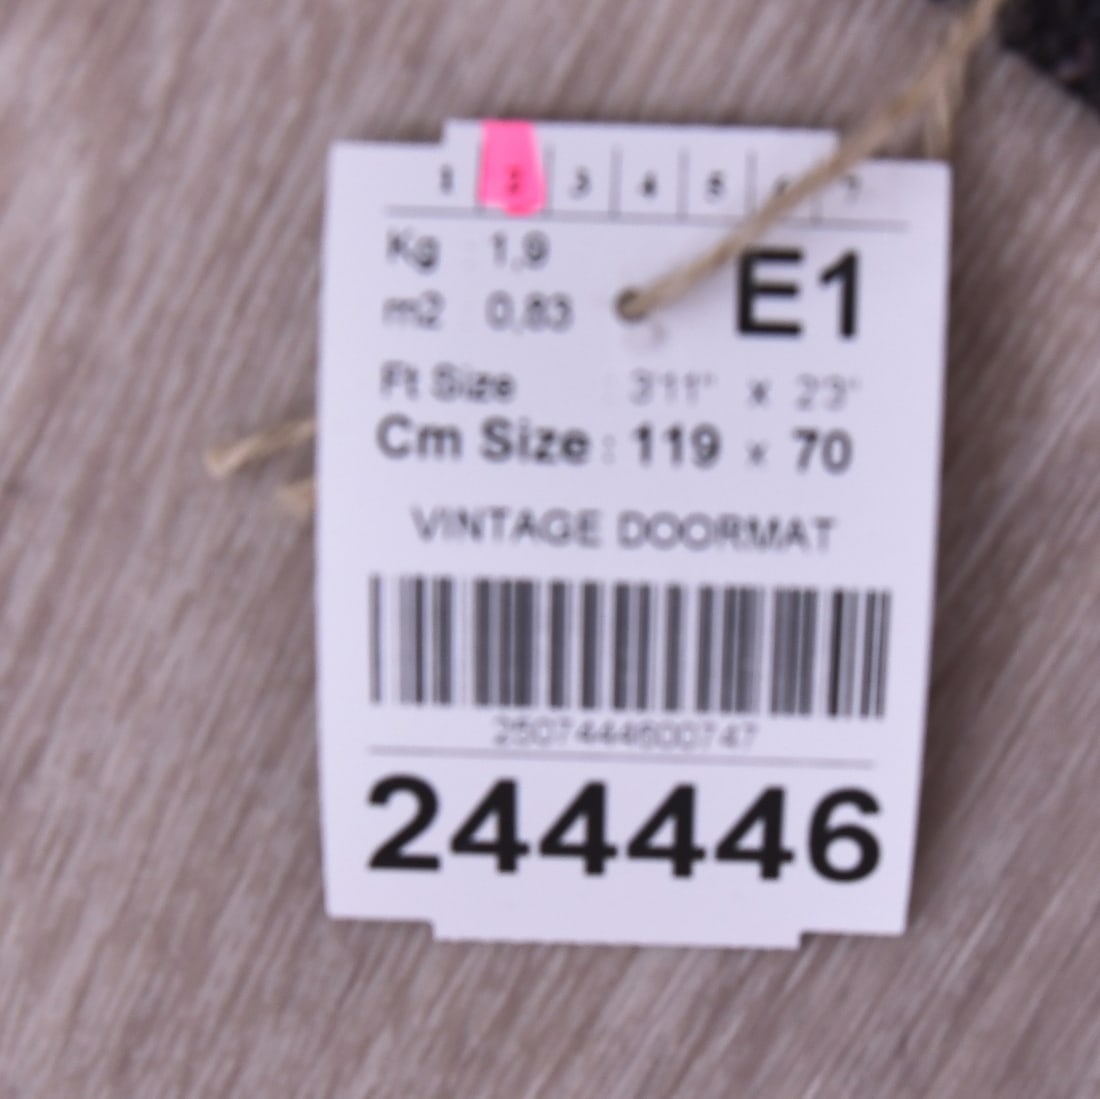 1 2 3 4 5 6 7
Kg 1,9
m2 0,83
E1
Ft Size : 3'11" x 2'3"
Cm Size : 119 x 70
VINTAGE DOORMAT
244446